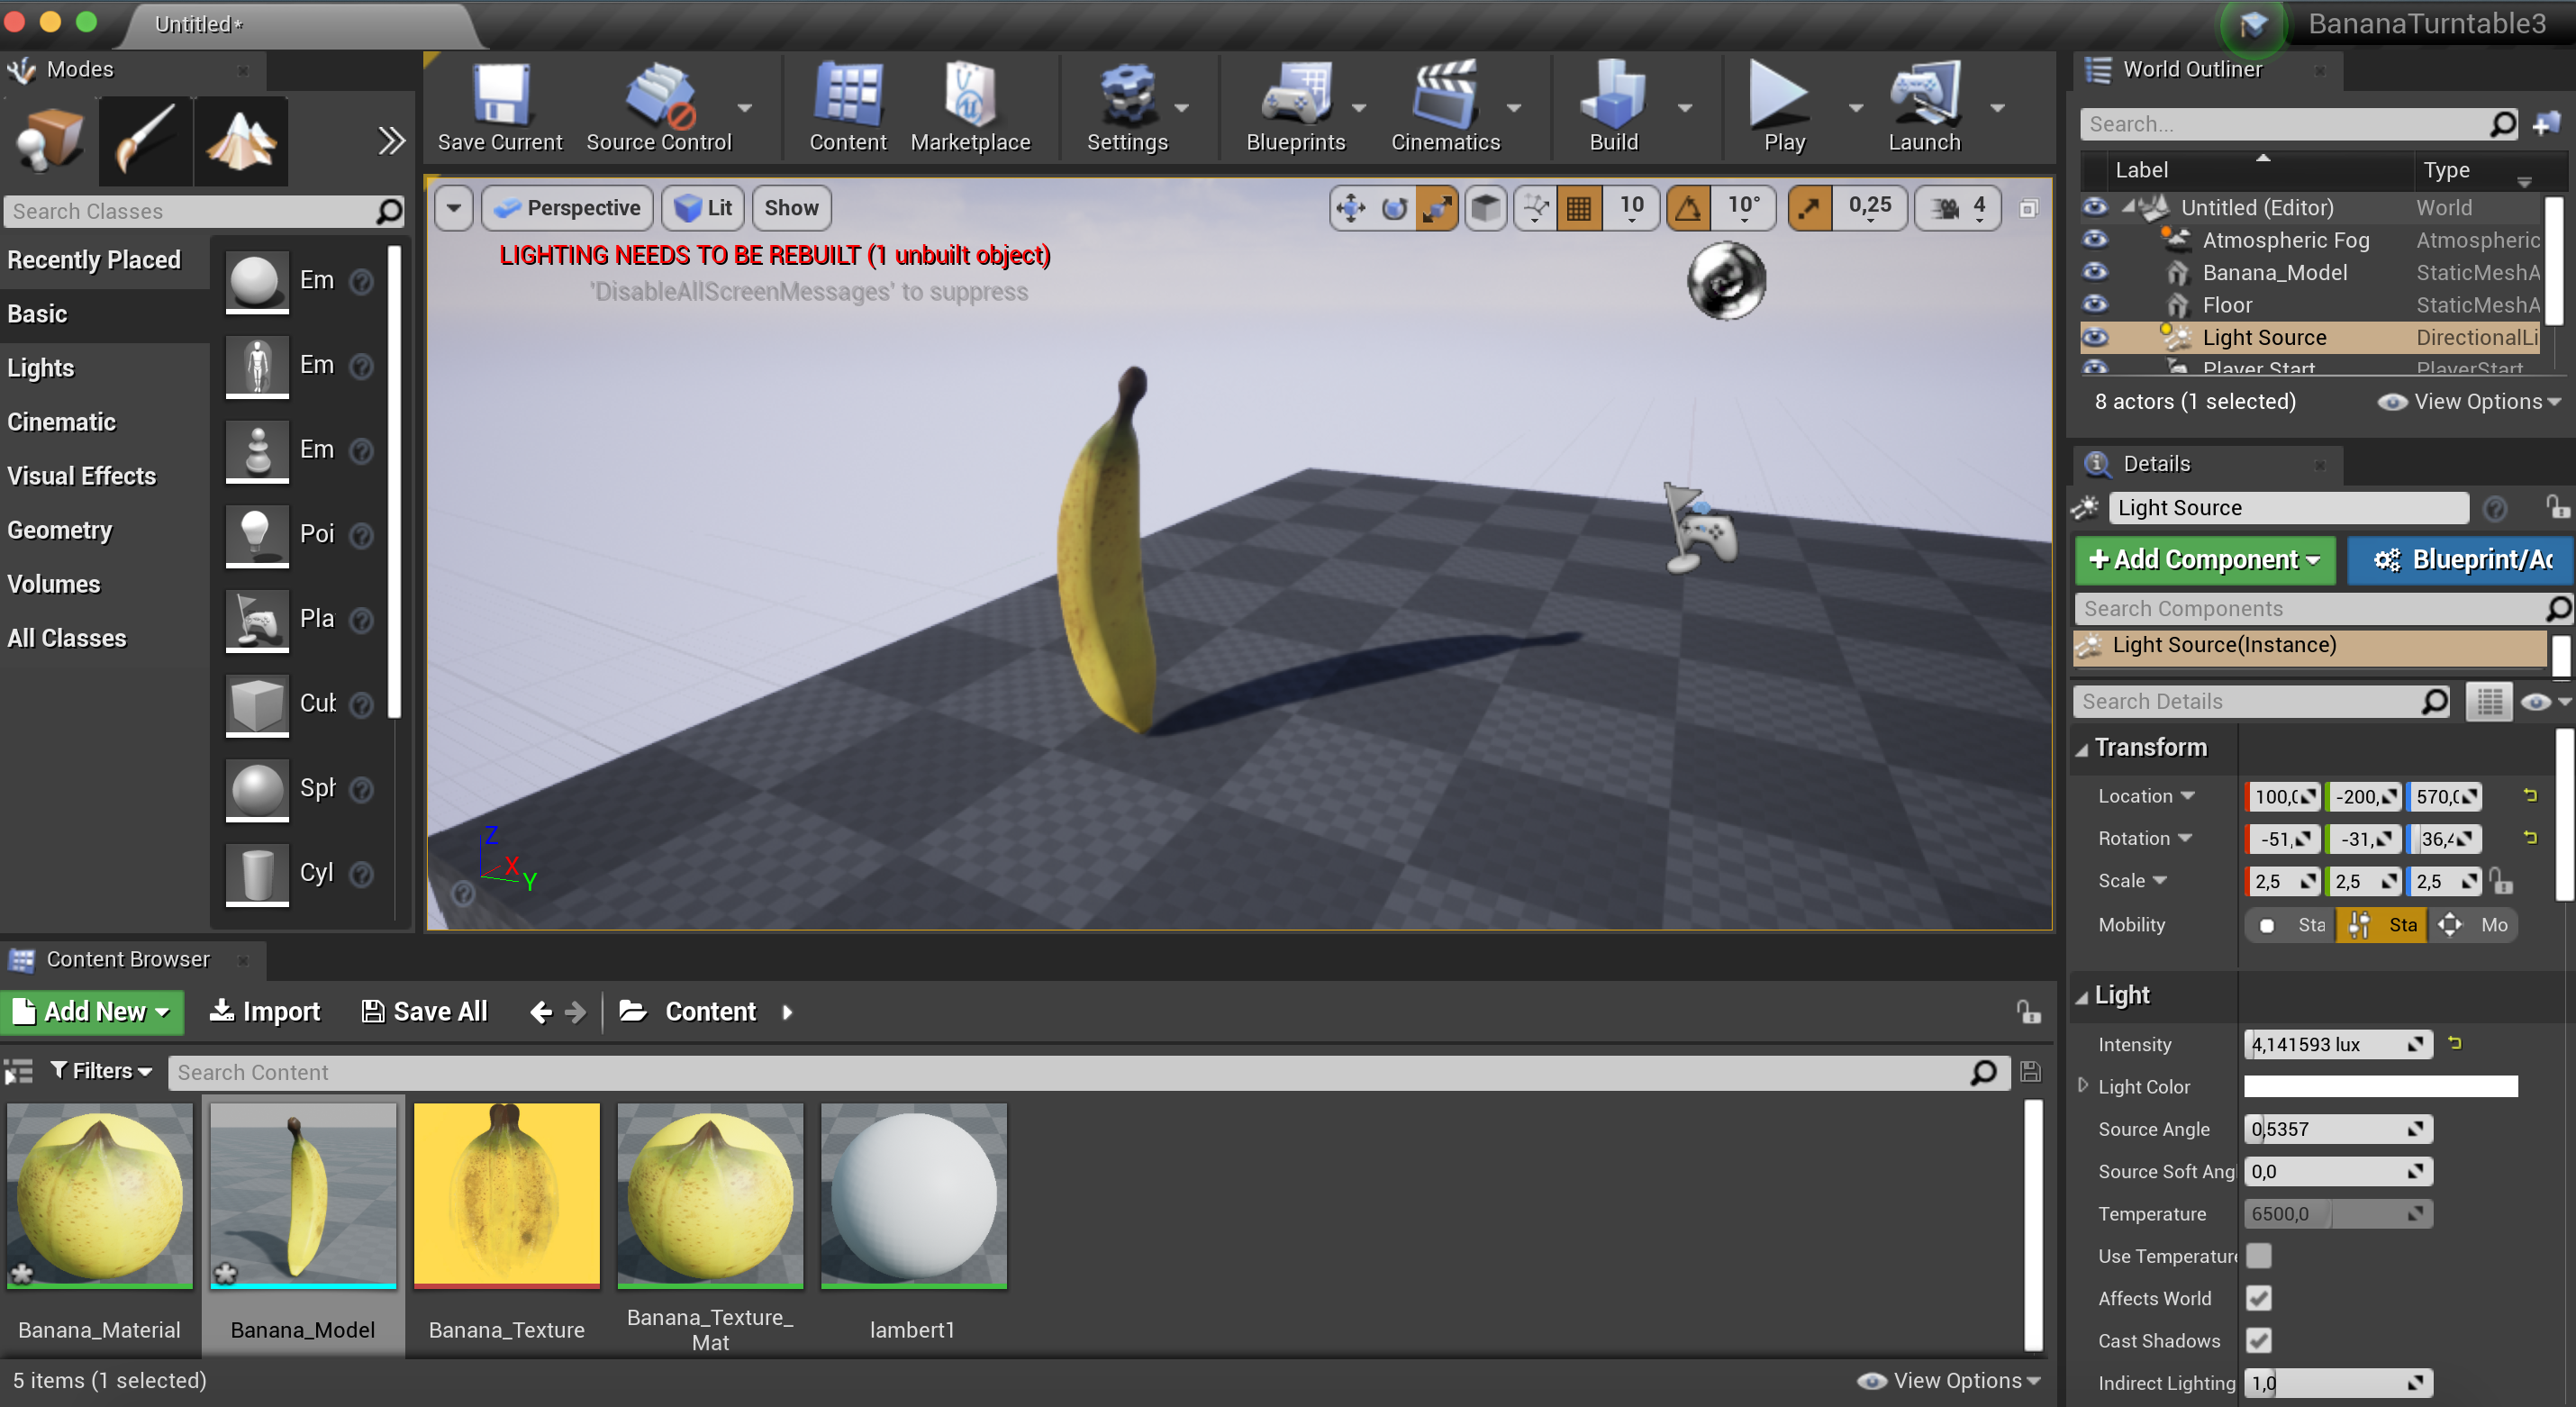 Untitled*
BananaTurntable3
Modes
Search Classes
Recently Placed
Basic
Lights
Cinematic
Visual Effects
Geometry
Volumes
All Classes
Em
Em
Em
Poi
Pla
Cub
Sph
Cyl
Save Current
Source Control
Content
Marketplace
Settings
Blueprints
Cinematics
Build
Play
Launch
Perspective
Lit
Show
10
10°
0,25
4
LIGHTING NEEDS TO BE REBUILT (1 unbuilt object)
'DisableAllScreenMessages' to suppress
Z
X
Y
World Outliner
Search...
Label
Type
Untitled (Editor)
World
Atmospheric Fog
Atmospheric
Banana_Model
StaticMeshA
Floor
StaticMeshA
Light Source
DirectionalLi
Player Start
PlayerStart
8 actors (1 selected)
View Options
Details
Light Source
Add Component
Blueprint/Ac
Search Components
Light Source(Instance)
Search Details
Transform
Location
100,0
-200,
570,0
Rotation
-51,
-31,
36,4
Scale
2,5
2,5
2,5
Mobility
Sta
Sta
Mo
Light
Intensity
4,141593 lux
Light Color
Source Angle
0,5357
Source Soft Ang
0,0
Temperature
6500,0
Use Temperature
Affects World
Cast Shadows
Indirect Lighting
1,0
Content Browser
Add New
Import
Save All
Content
Filters
Search Content
Banana_Material
Banana_Model
Banana_Texture
Banana_Texture_
Mat
lambert1
5 items (1 selected)
View Options